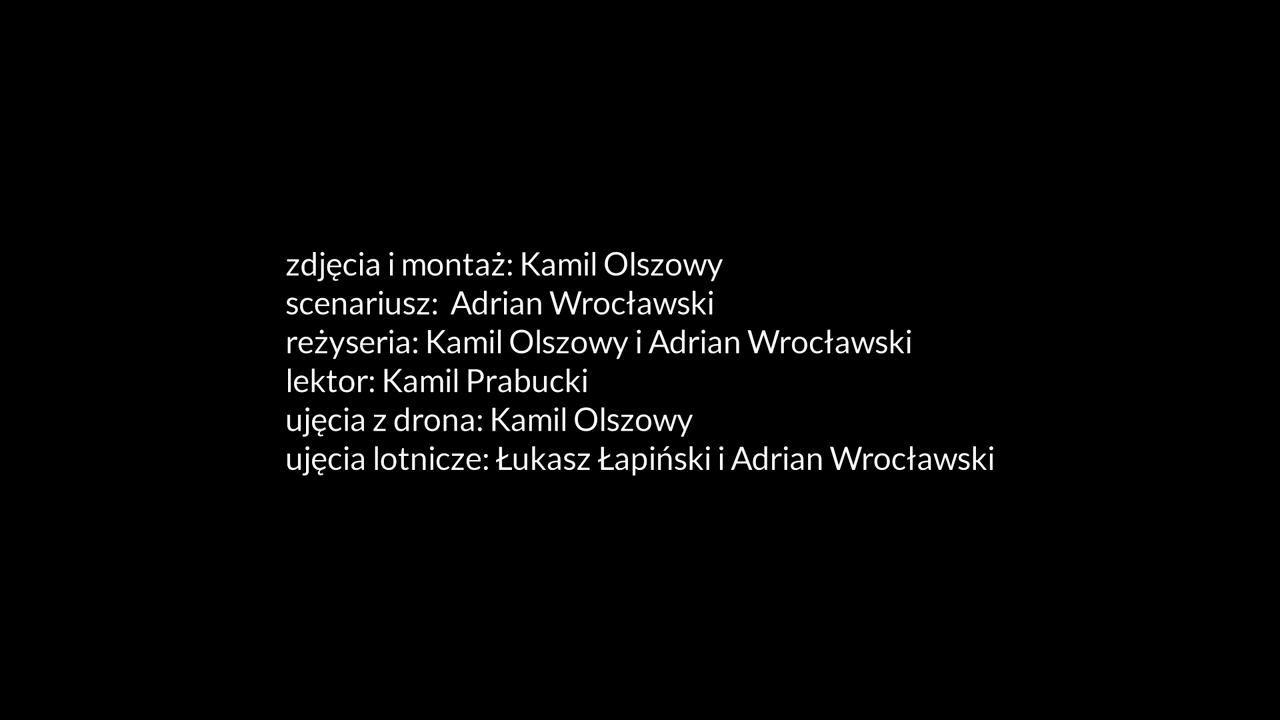 zdjęcia i montaż: Kamil Olszowy
scenariusz:  Adrian Wrocławski
reżyseria: Kamil Olszowy i Adrian Wrocławski
lektor: Kamil Prabucki
ujęcia z drona: Kamil Olszowy
ujęcia lotnicze: Łukasz Łapiński i Adrian Wrocławski